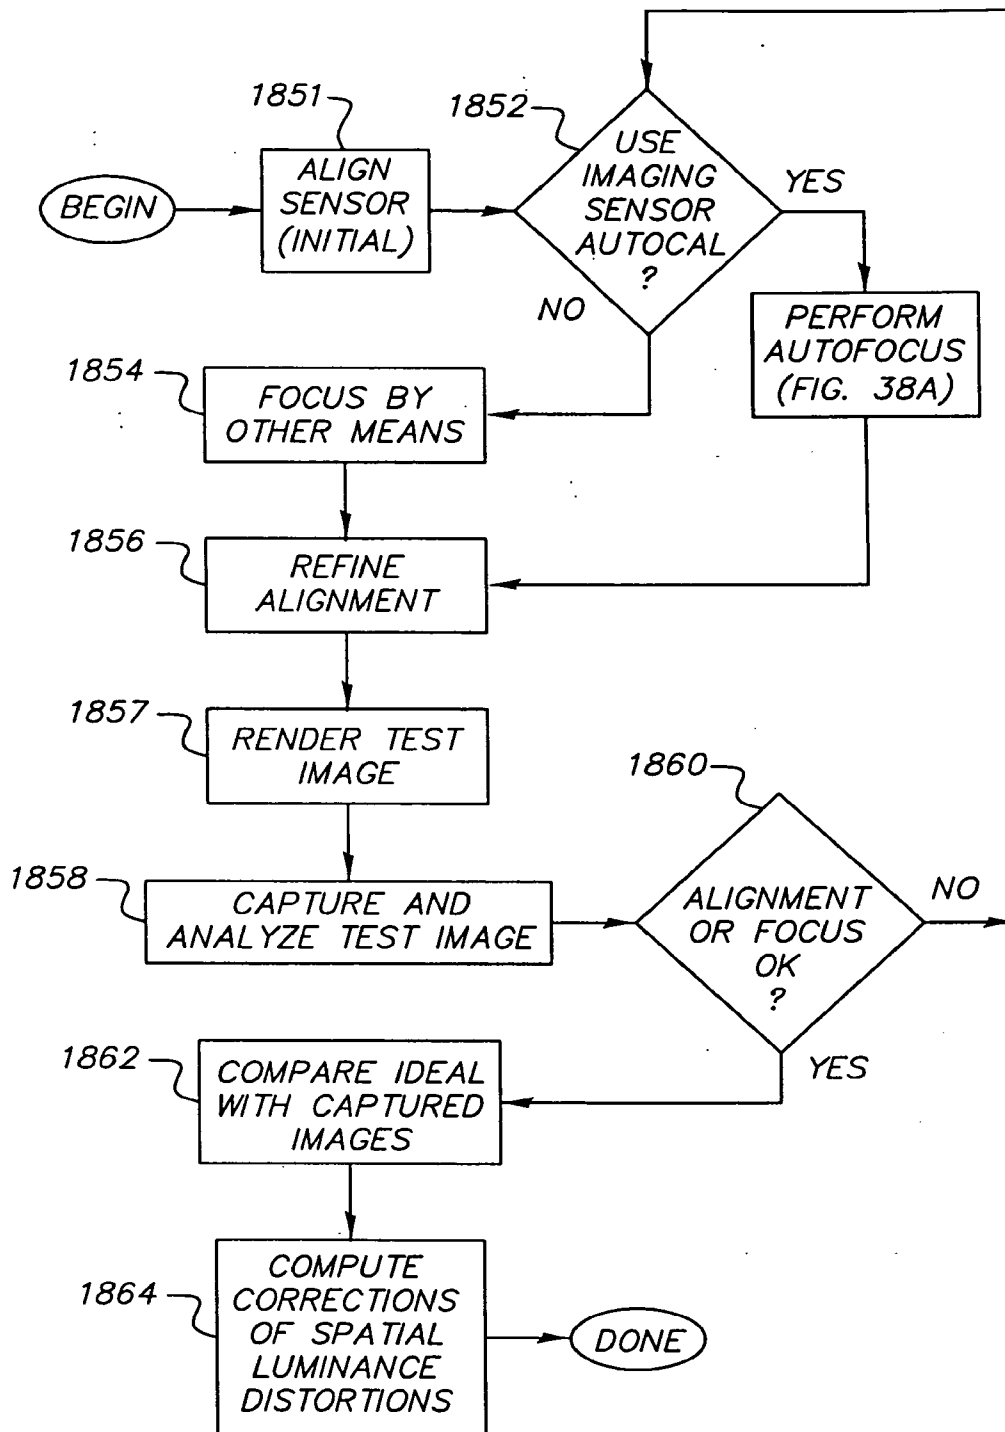 1851
1852
BEGIN
ALIGN
SENSOR
(INITIAL)
USE
IMAGING
SENSOR
AUTOCAL
?
YES
NO
PERFORM
AUTOFOCUS
(FIG. 38A)
1854
FOCUS BY
OTHER MEANS
1856
REFINE
ALIGNMENT
1857
RENDER TEST
IMAGE
1858
CAPTURE AND
ANALYZE TEST IMAGE
1860
ALIGNMENT
OR FOCUS
OK
?
NO
YES
1862
COMPARE IDEAL
WITH CAPTURED
IMAGES
1864
COMPUTE
CORRECTIONS
OF SPATIAL
LUMINANCE
DISTORTIONS
DONE